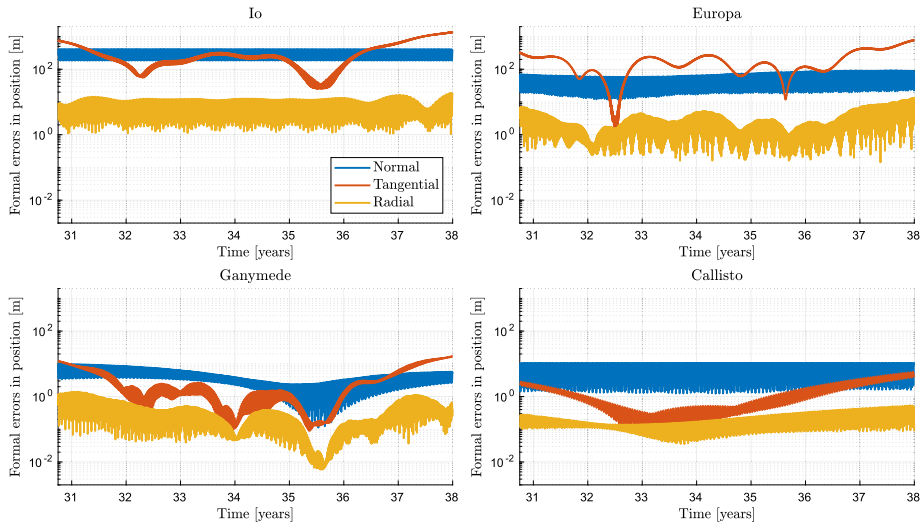 Io
Formal errors in position [m]
10^2
10^0
10^-2
Normal
Tangential
Radial
31 32 33 34 35 36 37 38
Time [years]
Europa
Formal errors in position [m]
10^2
10^0
10^-2
31 32 33 34 35 36 37 38
Time [years]
Ganymede
Formal errors in position [m]
10^2
10^0
10^-2
31 32 33 34 35 36 37 38
Time [years]
Callisto
Formal errors in position [m]
10^2
10^0
10^-2
31 32 33 34 35 36 37 38
Time [years]